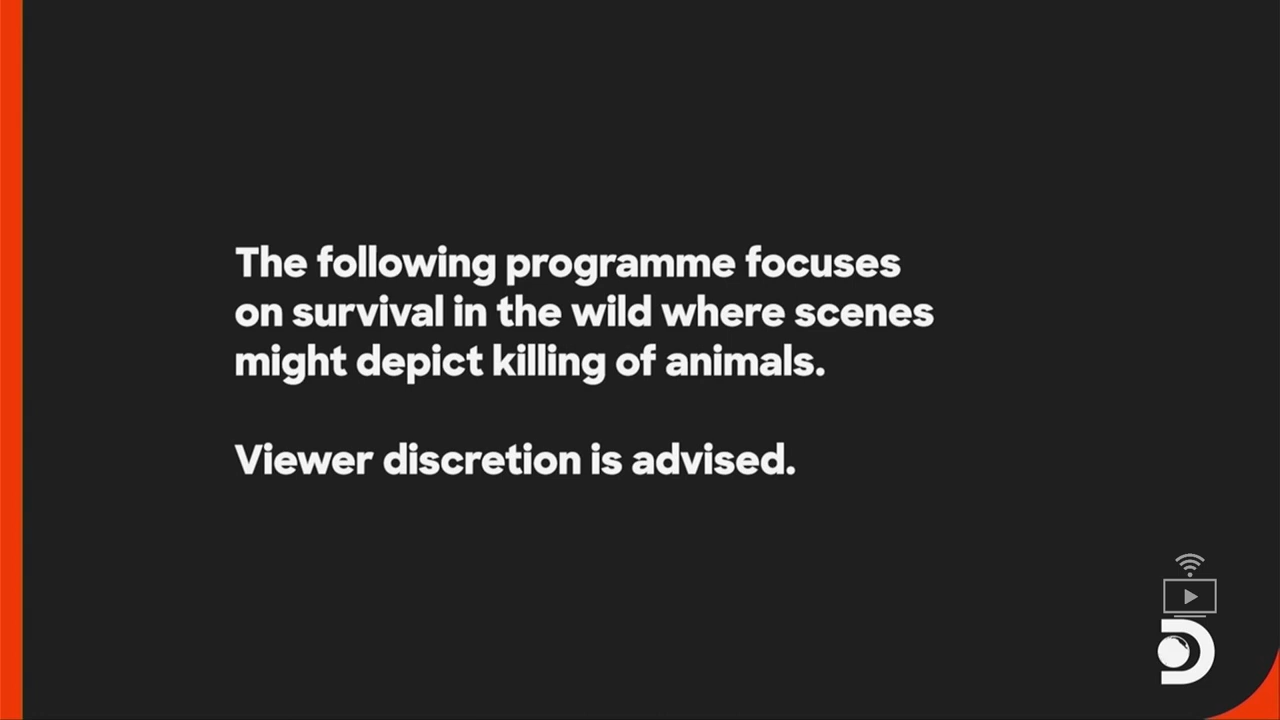 The following programme focuses
on survival in the wild where scenes
might depict killing of animals.
Viewer discretion is advised.